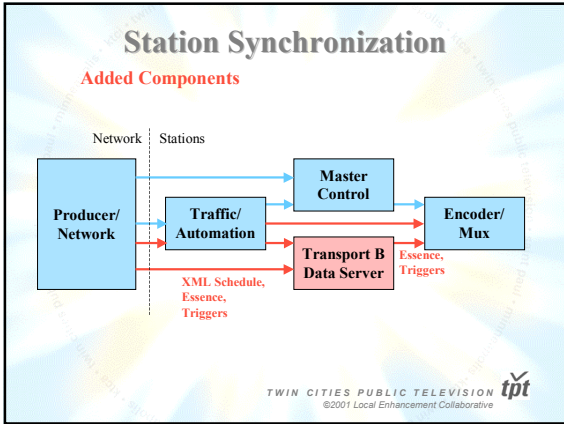 Station Synchronization
Added Components
Network
Stations
Producer/
Network
Traffic/
Automation
Master
Control
Transport B
Data Server
Encoder/
Mux
XML Schedule,
Essence,
Triggers
Essence,
Triggers
TWIN CITIES PUBLIC TELEVISION tpt
©2001 Local Enhancement Collaborative